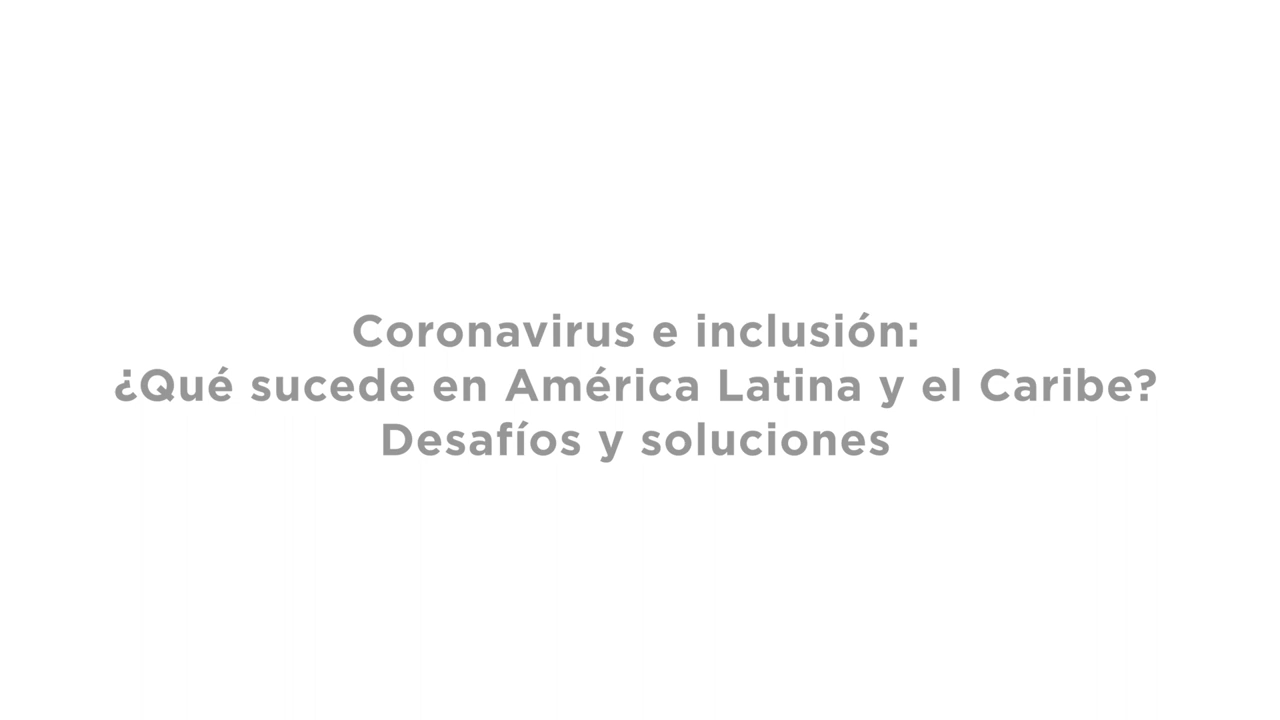 Coronavirus e inclusión:
¿Qué sucede en América Latina y el Caribe?
Desafíos y soluciones